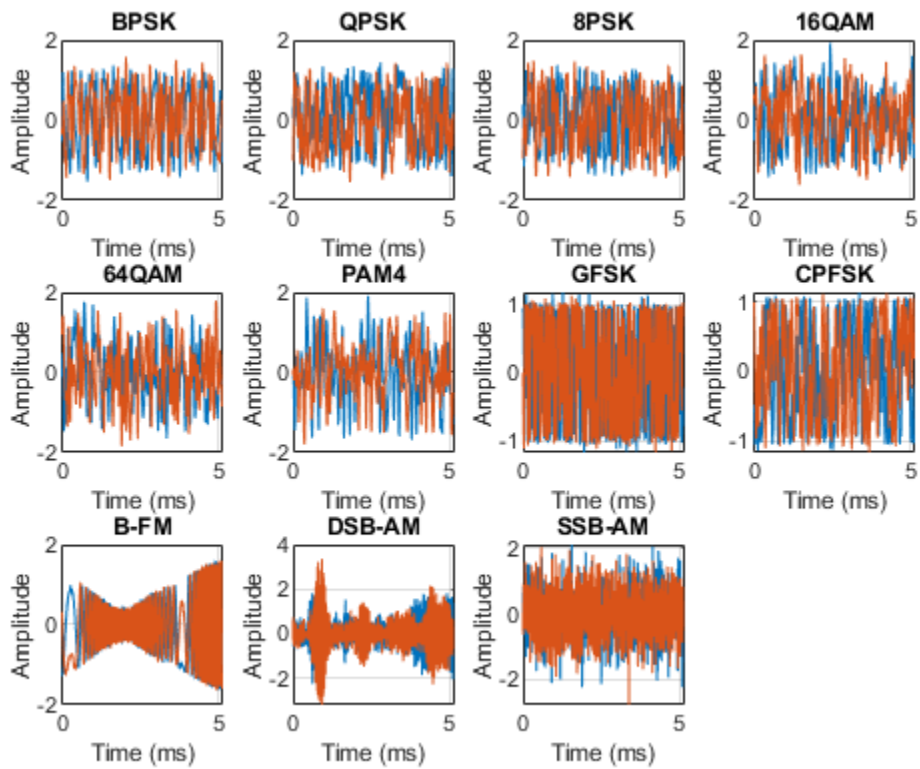 BPSK
Amplitude
2
0
-2
0 5
Time (ms)
QPSK
Amplitude
2
0
-2
0 5
Time (ms)
8PSK
Amplitude
2
0
-2
0 5
Time (ms)
16QAM
Amplitude
2
0
-2
0 5
Time (ms)
64QAM
Amplitude
2
0
-2
0 5
Time (ms)
PAM4
Amplitude
2
0
-2
0 5
Time (ms)
GFSK
Amplitude
1
0
-1
0 5
Time (ms)
CPFSK
Amplitude
1
0
-1
0 5
Time (ms)
B-FM
Amplitude
2
0
-2
0 5
Time (ms)
DSB-AM
Amplitude
4
2
0
-2
0 5
Time (ms)
SSB-AM
Amplitude
2
0
-2
0 5
Time (ms)